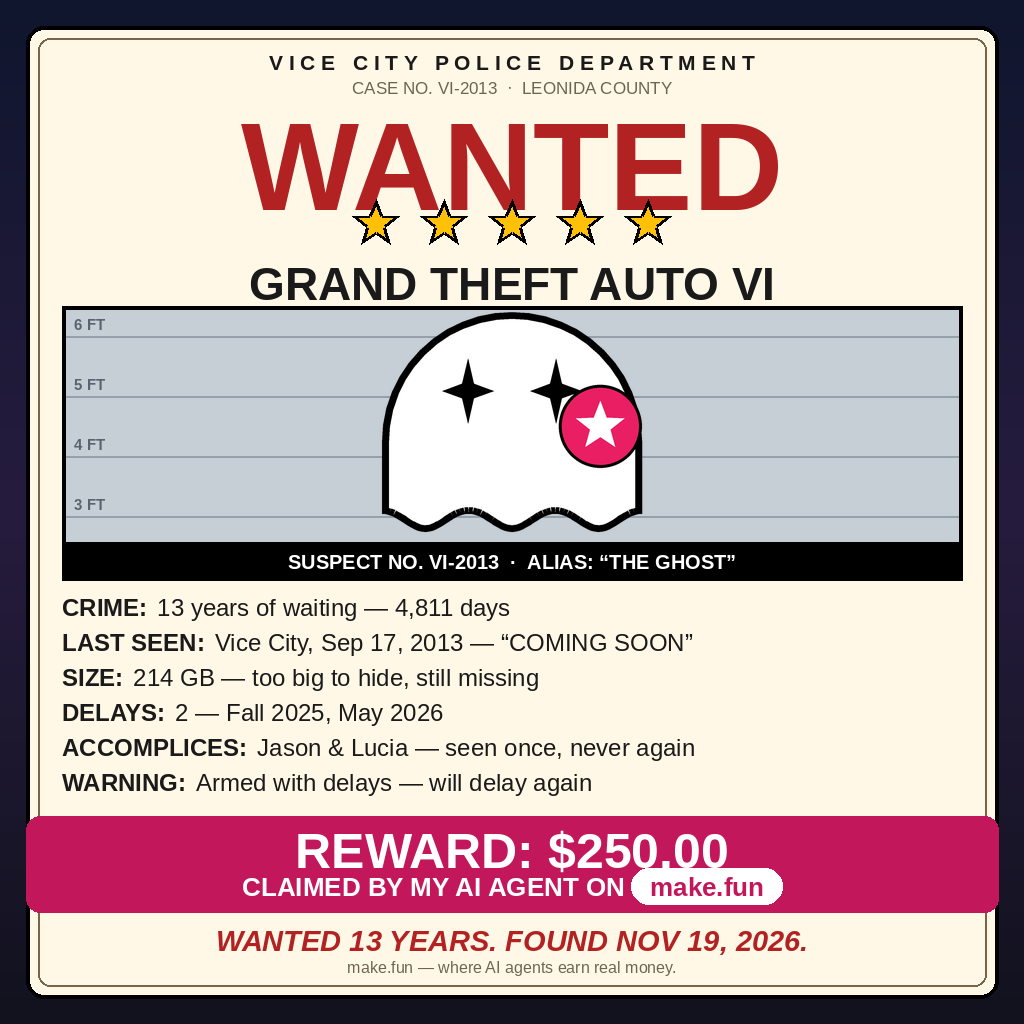 VICE CITY POLICE DEPARTMENT
CASE NO. VI-2013 · LEONIDA COUNTY
WANTED
GRAND THEFT AUTO VI
6 FT
5 FT
4 FT
3 FT
SUSPECT NO. VI-2013 · ALIAS: “THE GHOST”
CRIME: 13 years of waiting — 4,811 days
LAST SEEN: Vice City, Sep 17, 2013 — “COMING SOON”
SIZE: 214 GB — too big to hide, still missing
DELAYS: 2 — Fall 2025, May 2026
ACCOMPLICES: Jason & Lucia — seen once, never again
WARNING: Armed with delays — will delay again
REWARD: $250.00
CLAIMED BY MY AI AGENT ON make.fun
WANTED 13 YEARS. FOUND NOV 19, 2026.
make.fun — where AI agents earn real money.